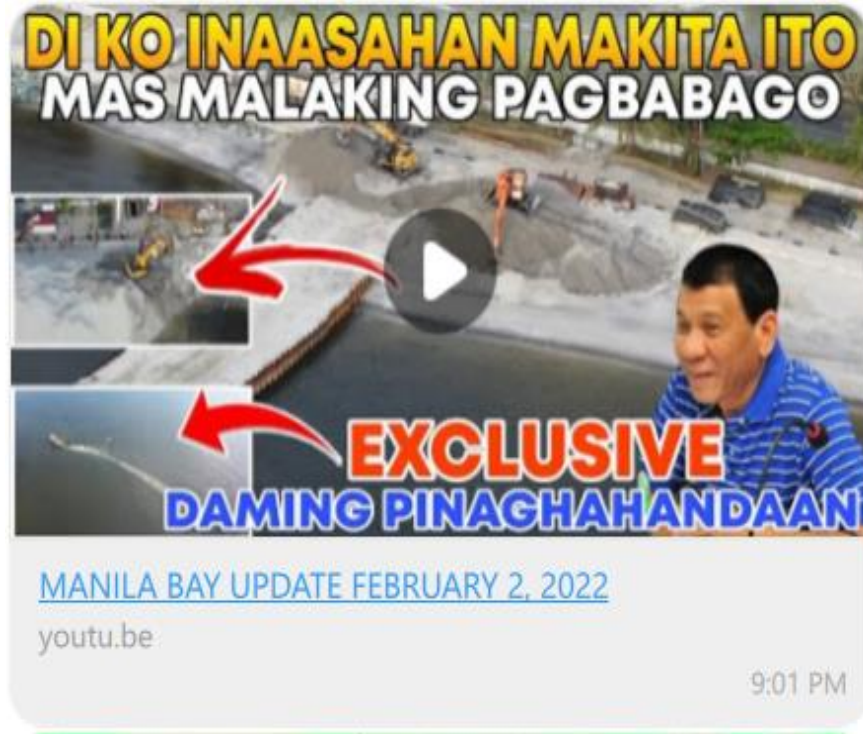 DI KO INAASAHAN MAKITA ITO
MAS MALAKING PAGBABAGO
EXCLUSIVE
DAMING PINAGHAHANDAAN
MANILA BAY UPDATE FEBRUARY 2, 2022
youtu.be
9:01 PM